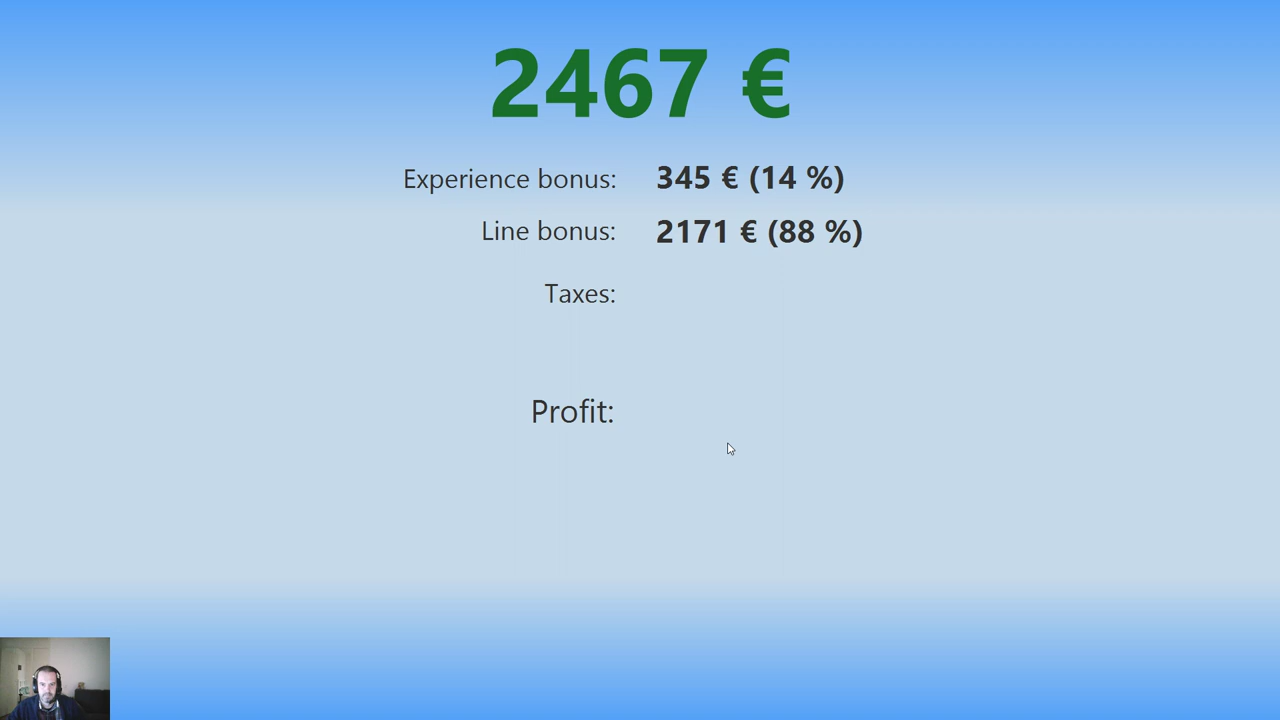 2467 €
Experience bonus: 345 € (14 %)
Line bonus: 2171 € (88 %)
Taxes:
Profit: